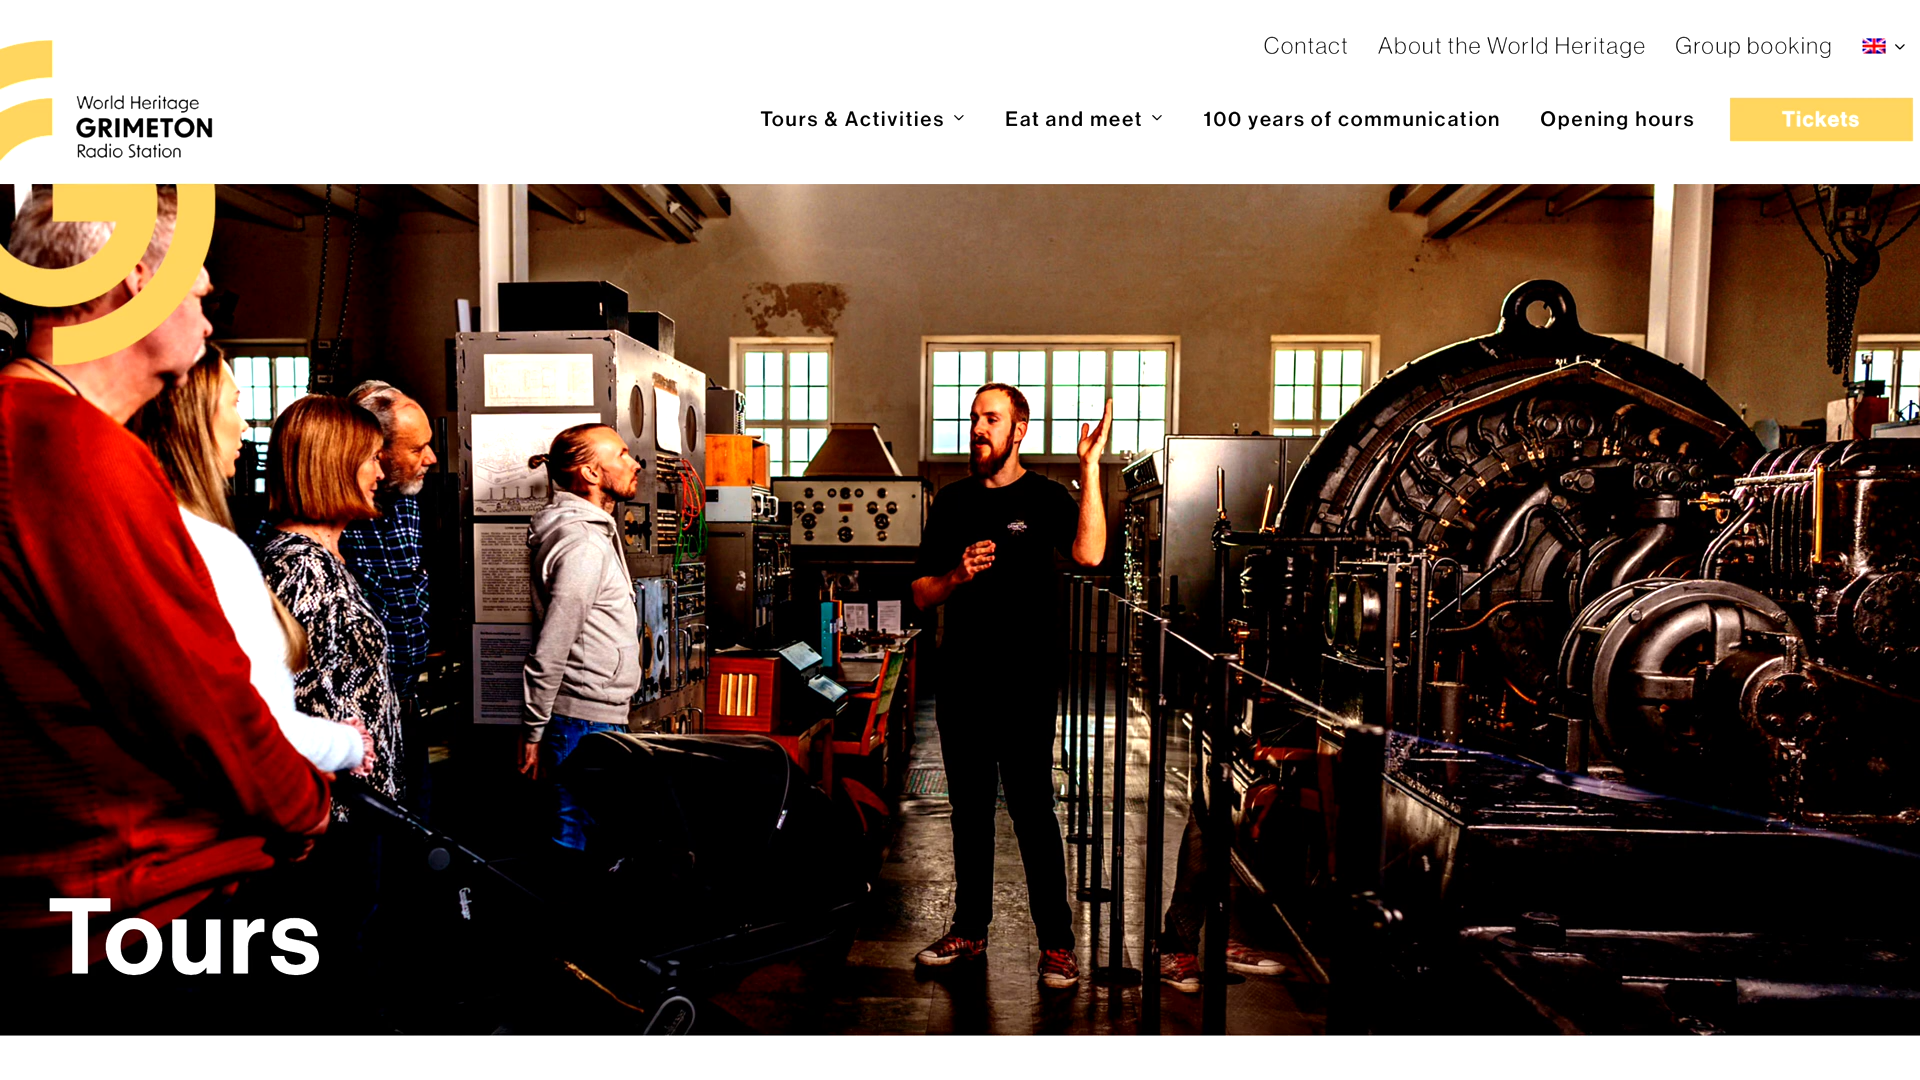 Contact About the World Heritage Group booking
World Heritage
GRIMETON
Radio Station
Tours & Activities Eat and meet 100 years of communication Opening hours Tickets
Tours